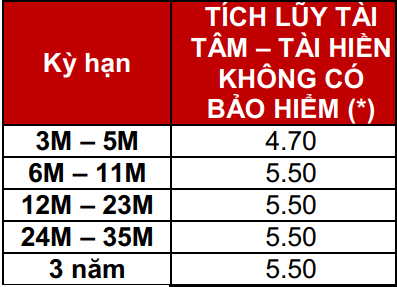 Kỳ hạn
TÍCH LŨY TÀI
TÂM – TÀI HIỀN
KHÔNG CÓ
BẢO HIỂM (*)
3M – 5M 4.70
6M – 11M 5.50
12M – 23M 5.50
24M – 35M 5.50
3 năm 5.50